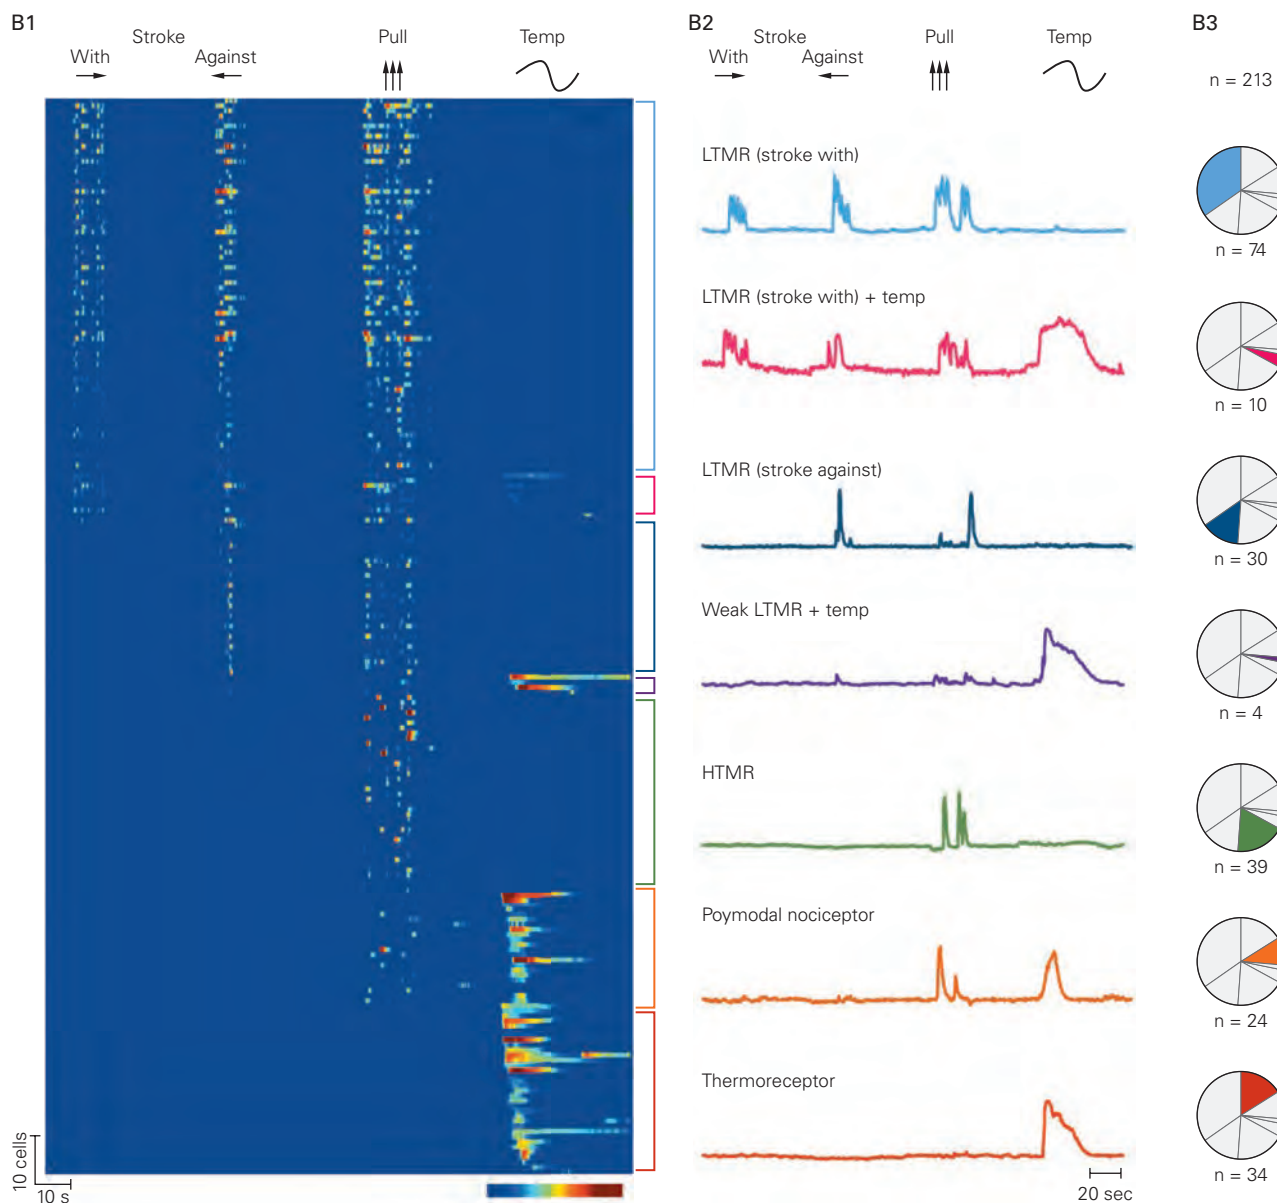 B1
Stroke
With
Against
Pull
Temp
10 cells
10 s
B2
Stroke
With
Against
Pull
Temp
LTMR (stroke with)
LTMR (stroke with) + temp
LTMR (stroke against)
Weak LTMR + temp
HTMR
Poymodal nociceptor
Thermoreceptor
20 sec
B3
n = 213
n = 74
n = 10
n = 30
n = 4
n = 39
n = 24
n = 34